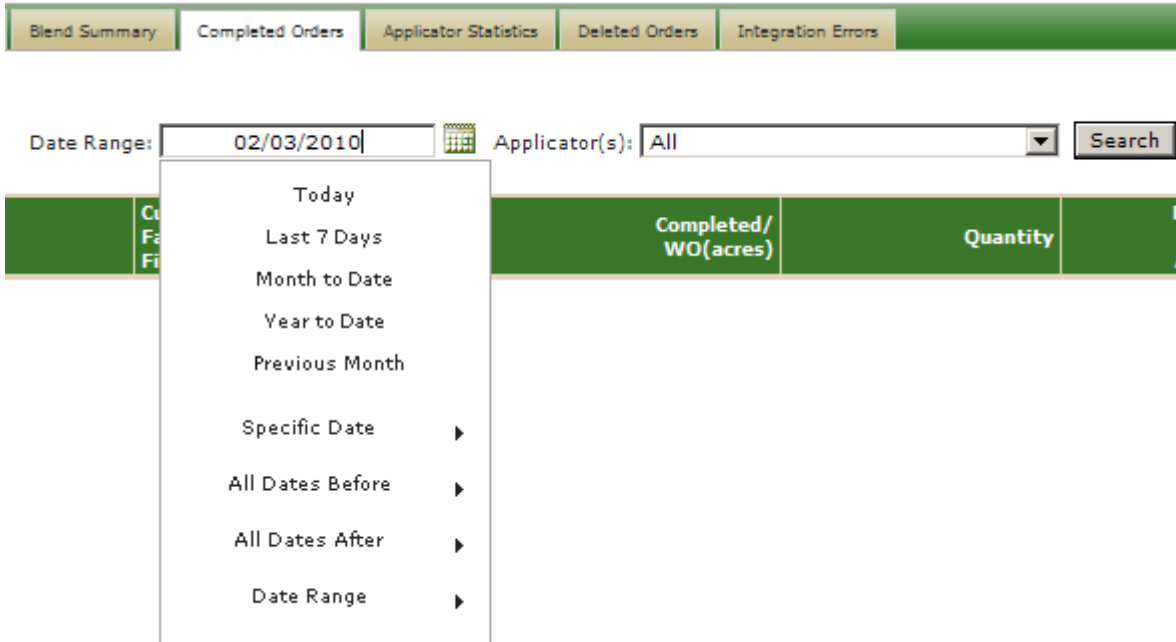 Blend Summary Completed Orders Applicator Statistics Deleted Orders Integration Errors
Date Range: 02/03/2010 Applicator(s): All Search
Completed/
WO(acres)
Quantity
Today
Last 7 Days
Month to Date
Year to Date
Previous Month
Specific Date
All Dates Before
All Dates After
Date Range